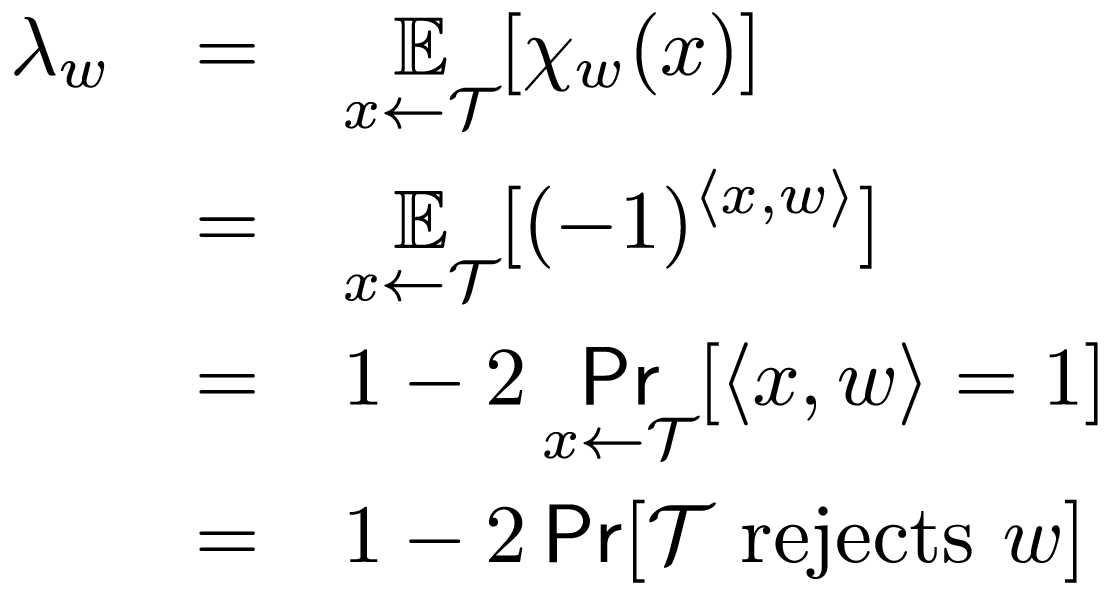 λ_w = 𝔼_{x←𝒯}[χ_w(x)]
= 𝔼_{x←𝒯}[(−1)^{⟨x,w⟩}]
= 1 − 2 Pr_{x←𝒯}[⟨x, w⟩ = 1]
= 1 − 2 Pr[𝒯 rejects w]